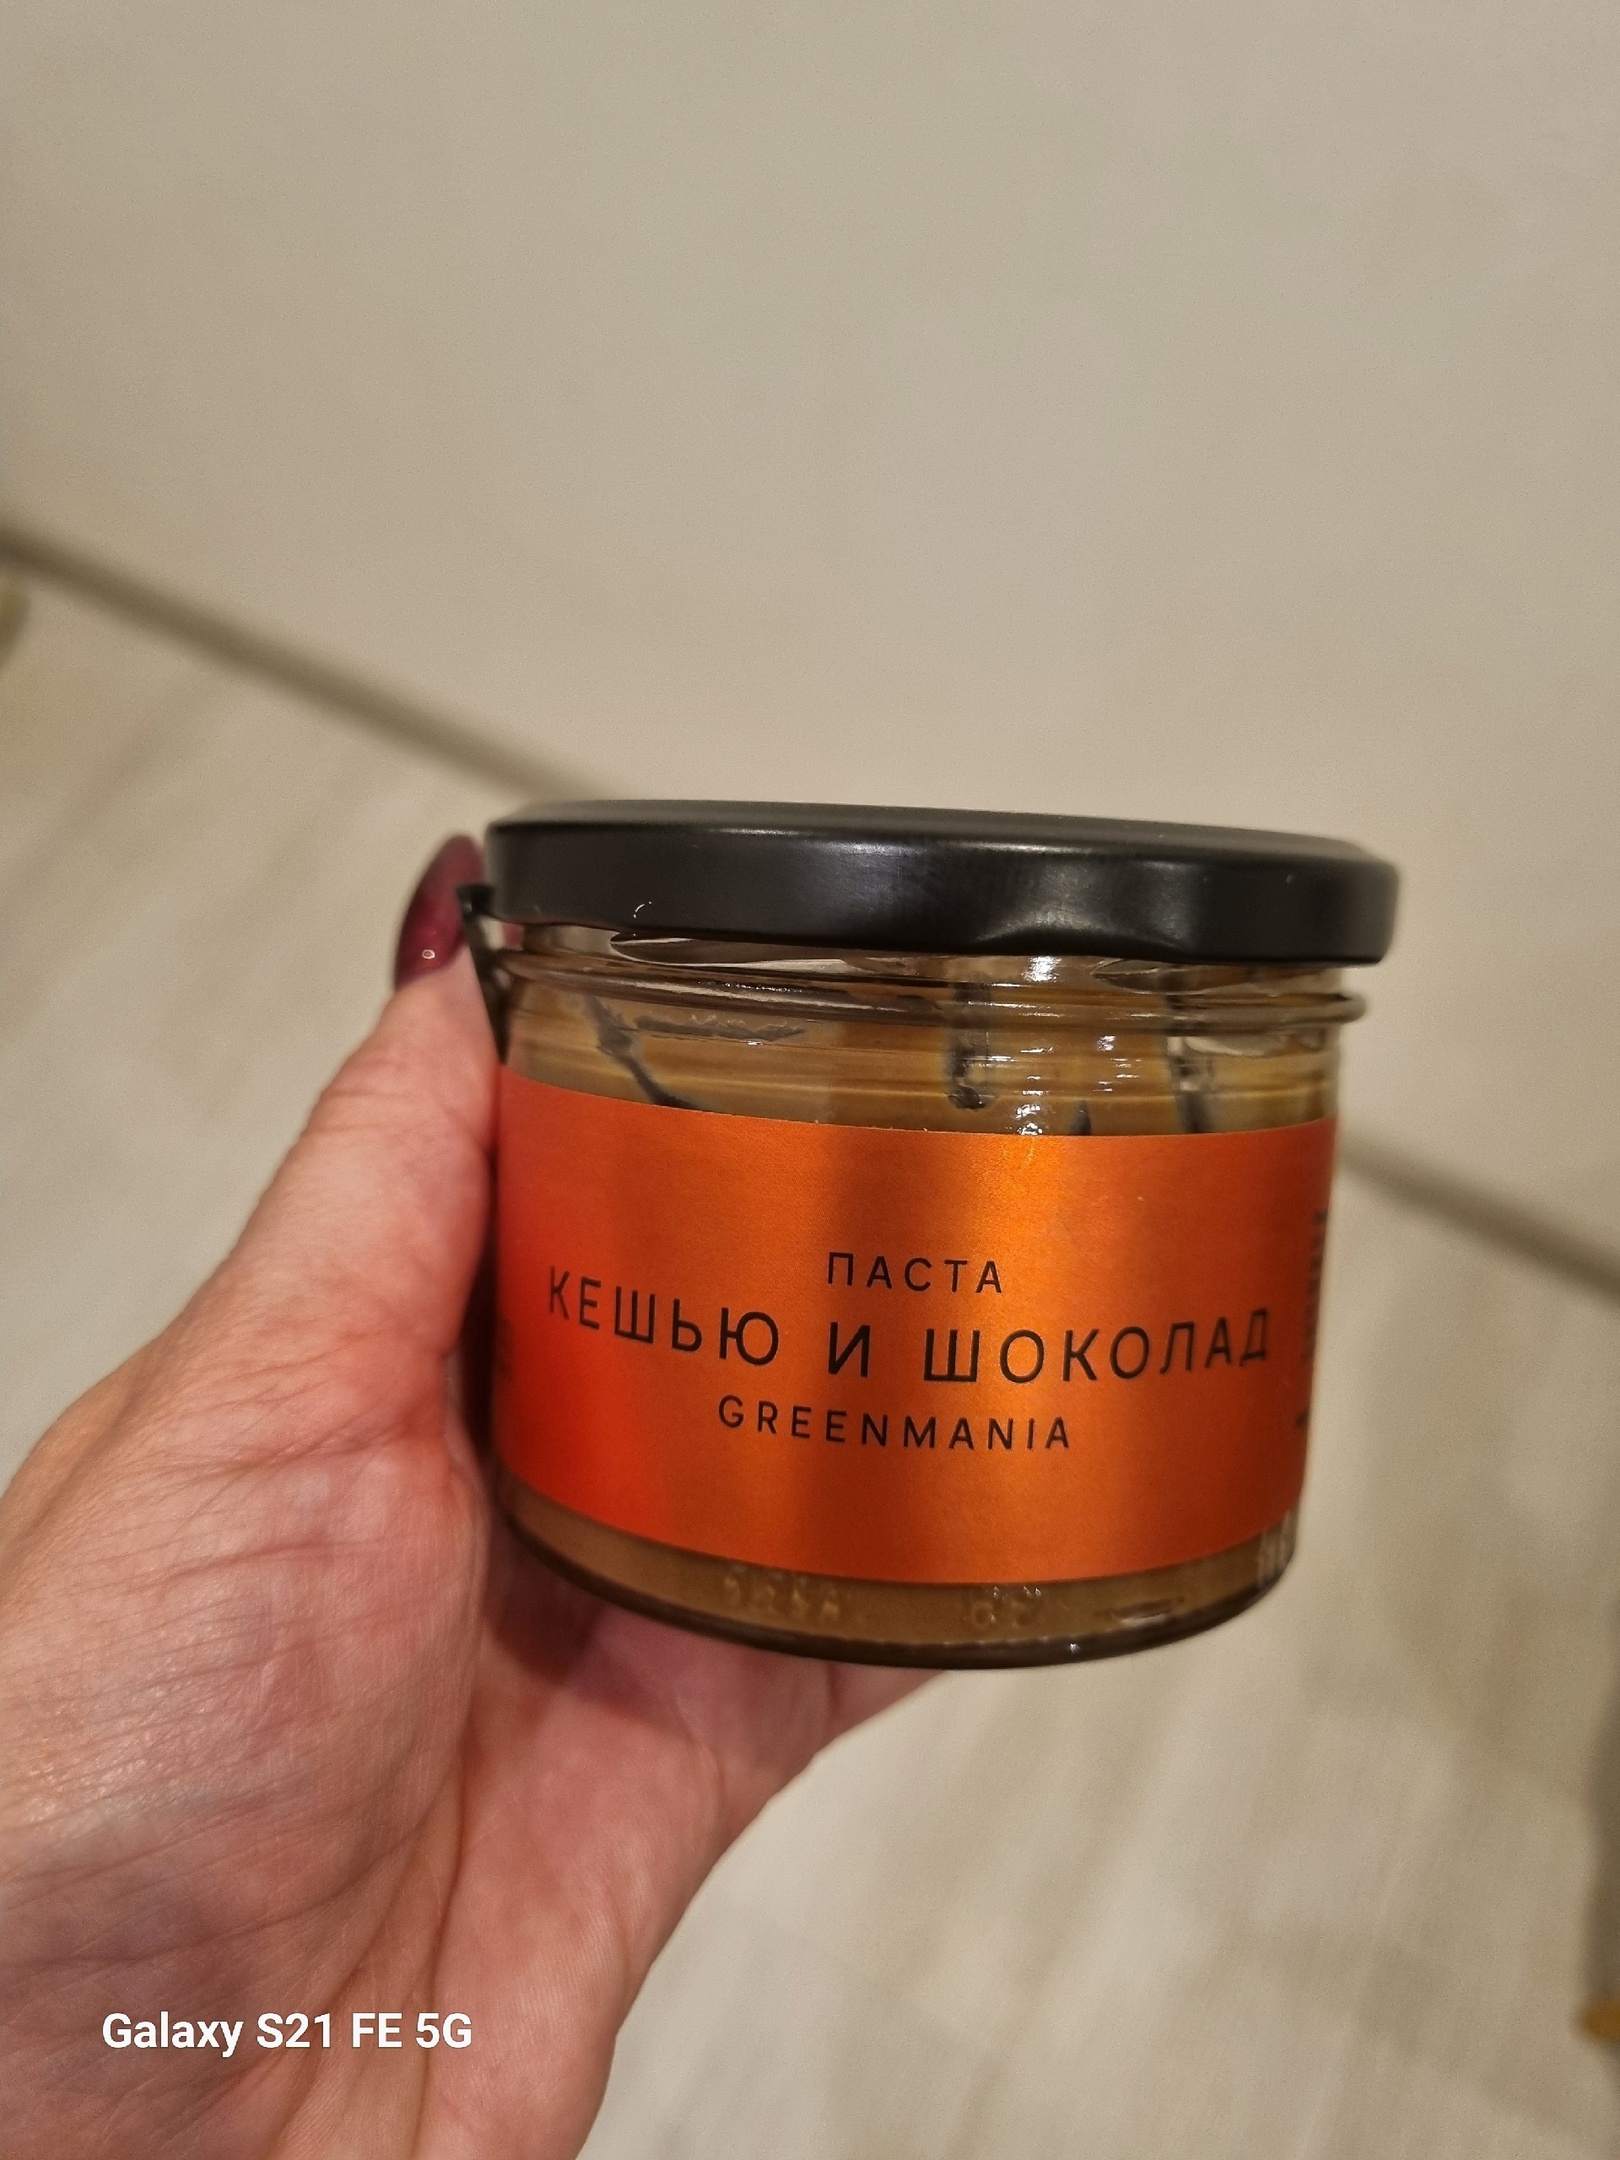 ПАСТА
КЕШЬЮ И ШОКОЛАД
GREENMANIA
Galaxy S21 FE 5G